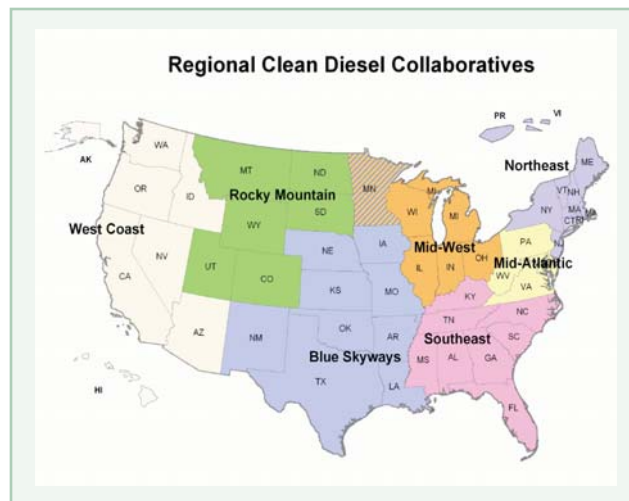 Regional Clean Diesel Collaboratives
PR
VI
AK
WA
MT
ND
MN
Northeast
ME
VT
NH
OR
ID
Rocky Mountain
SD
WI
MI
MI
NY
MA
CT
WY
West Coast
Mid-West
PA
NJ
NV
UT
CO
NE
IA
IL
IN
OH
Mid-Atlantic
WV
VA
CA
KS
MO
KY
AZ
NM
OK
AR
TN
NC
SC
Blue Skyways
Southeast
MS
AL
GA
TX
LA
HI
FL